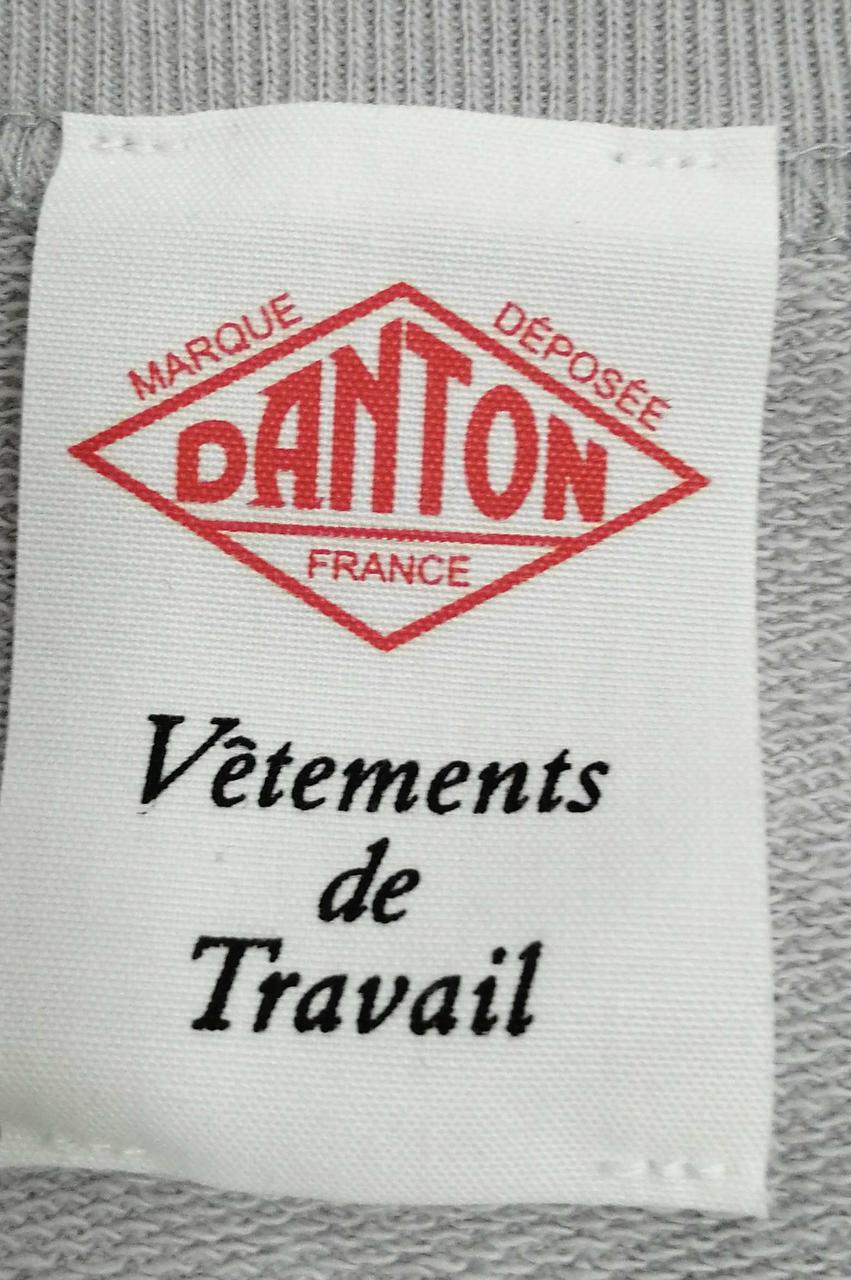 MARQUE DÉPOSÉE
DANTON
FRANCE
Vêtements
de
Travail